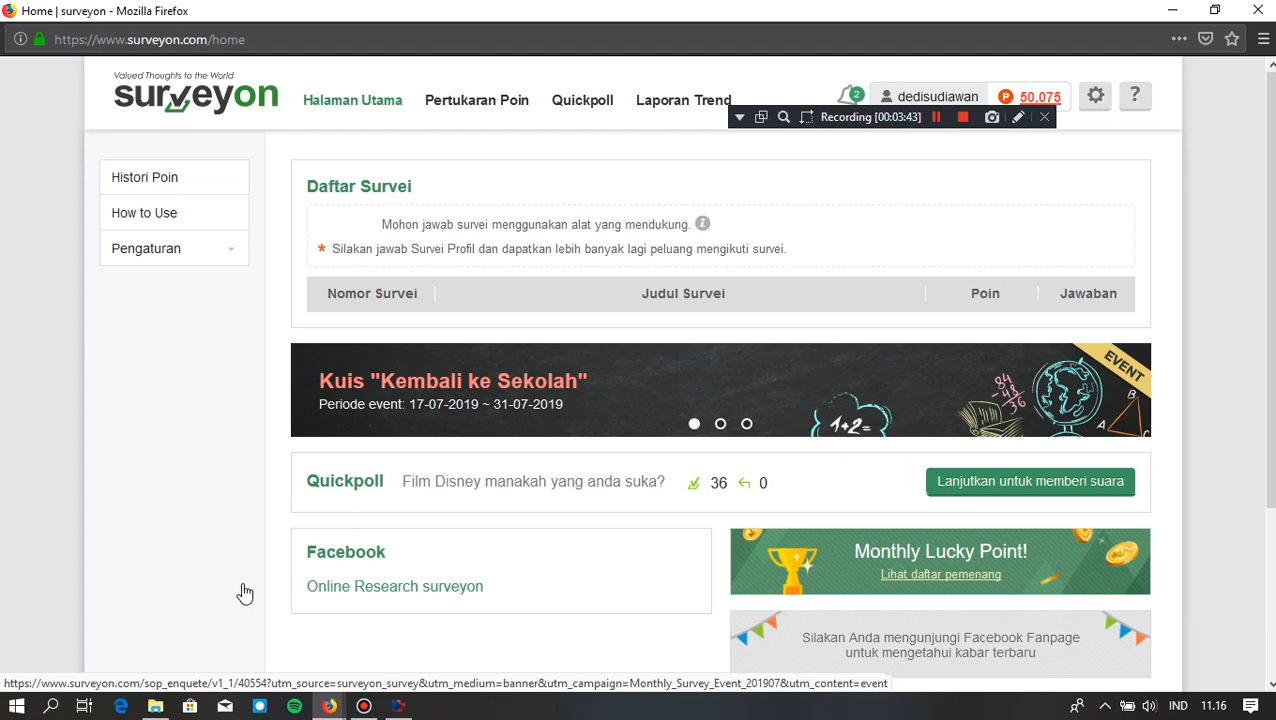 Home | surveyon - Mozilla Firefox
https://www.surveyon.com/home
Valued Thoughts to the World
surveyon
Halaman Utama
Pertukaran Poin
Quickpoll
Laporan Trend
2
dedisudiawan
P 50,075
?
Recording [00:03:43]
Histori Poin
How to Use
Pengaturan
Daftar Survei
Mohon jawab survei menggunakan alat yang mendukung. i
* Silakan jawab Survei Profil dan dapatkan lebih banyak lagi peluang mengikuti survei.
Nomor Survei
Judul Survei
Poin
Jawaban
Kuis "Kembali ke Sekolah"
Periode event: 17-07-2019 ~ 31-07-2019
EVENT
1+2=
84
-48
36
A
B
C
Quickpoll
Film Disney manakah yang anda suka?
36
0
Lanjutkan untuk memberi suara
Facebook
Online Research surveyon
Monthly Lucky Point!
Lihat daftar pemenang
Silakan Anda mengunjungi Facebook Fanpage
untuk mengetahui kabar terbaru
https://www.surveyon.com/sop_enquete/v1_1/40554?utm_source=surveyon_survey&utm_medium=banner&utm_campaign=Monthly_Survey_Event_201907&utm_content=event
IND
11.16